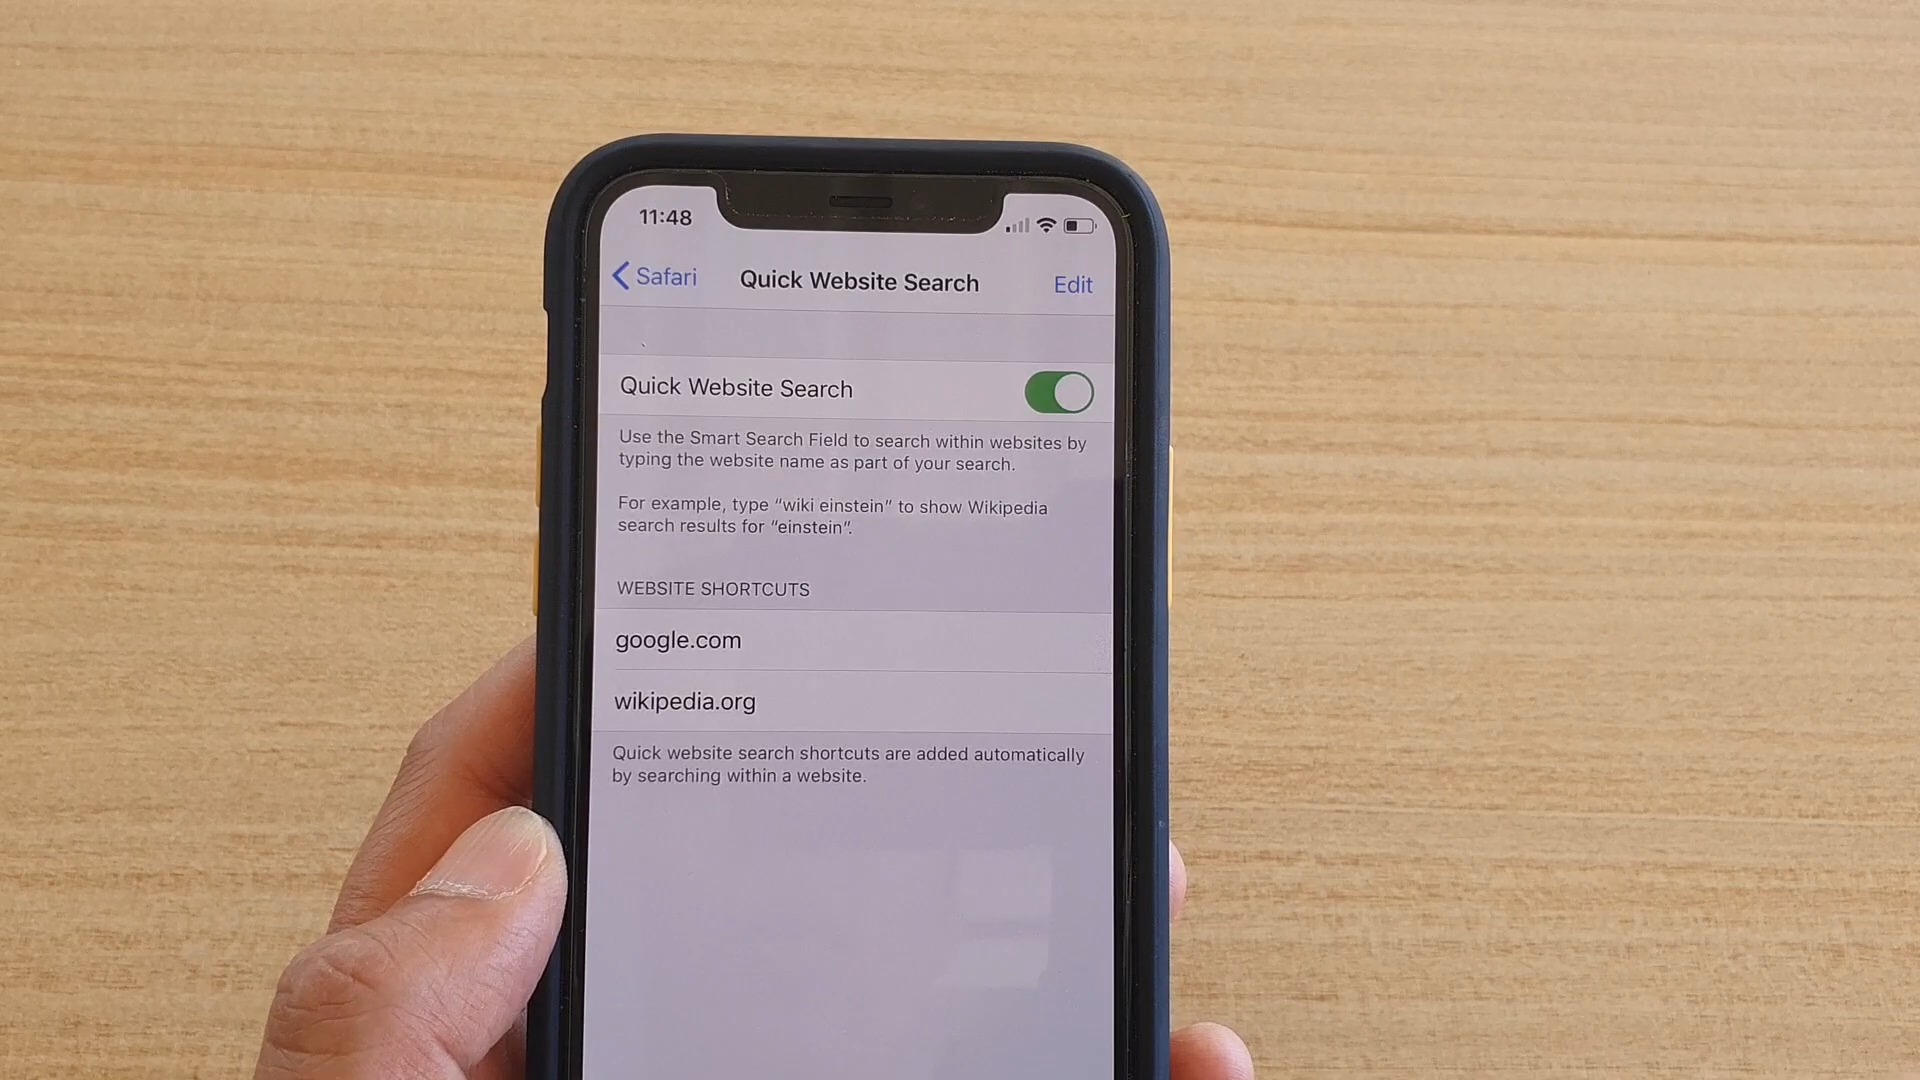 11:48
Safari
Quick Website Search
Edit
Quick Website Search
Use the Smart Search Field to search within websites by
typing the website name as part of your search.
For example, type “wiki einstein” to show Wikipedia
search results for “einstein”.
WEBSITE SHORTCUTS
google.com
wikipedia.org
Quick website search shortcuts are added automatically
by searching within a website.